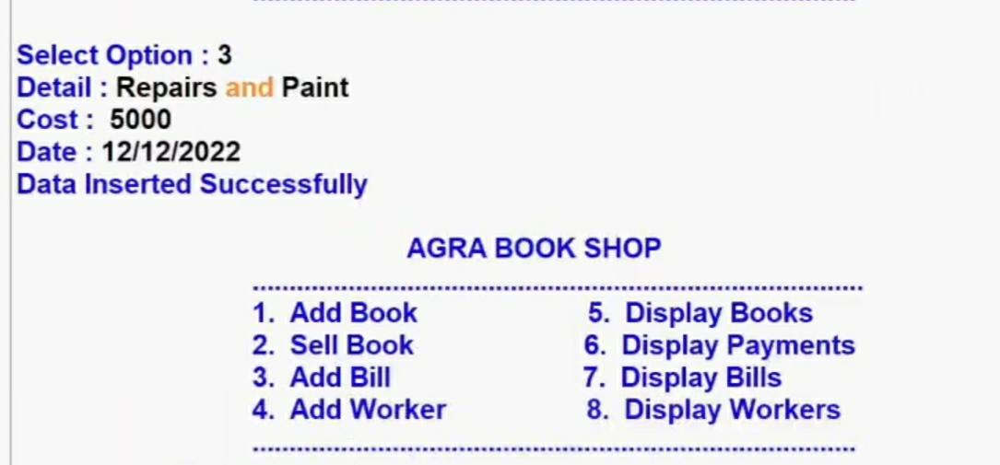 Select Option : 3
Detail : Repairs and Paint
Cost :  5000
Date : 12/12/2022
Data Inserted Successfully
AGRA BOOK SHOP
1.  Add Book 5.  Display Books
2.  Sell Book 6.  Display Payments
3.  Add Bill 7.  Display Bills
4.  Add Worker 8.  Display Workers